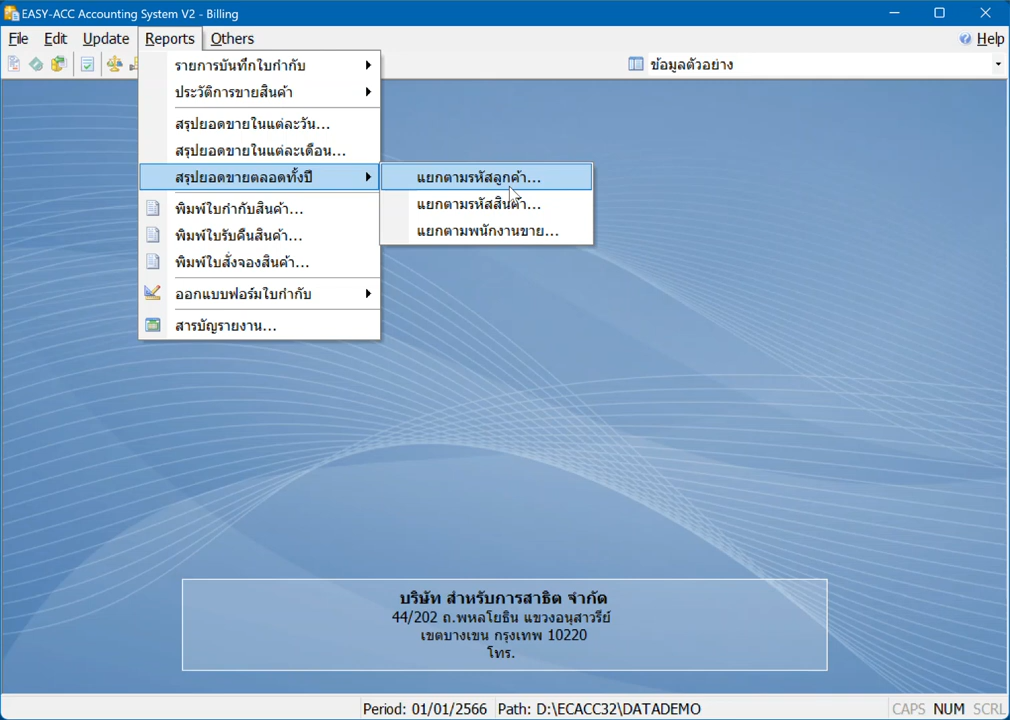 EASY-ACC Accounting System V2 - Billing
File Edit Update Reports Others Help
ข้อมูลตัวอย่าง
รายการบันทึกใบกำกับ
ประวัติการขายสินค้า
สรุปยอดขายในแต่ละวัน...
สรุปยอดขายในแต่ละเดือน...
สรุปยอดขายตลอดทั้งปี
แยกตามรหัสลูกค้า...
แยกตามรหัสสินค้า...
แยกตามพนักงานขาย...
พิมพ์ใบกำกับสินค้า...
พิมพ์ใบรับคืนสินค้า...
พิมพ์ใบสั่งจองสินค้า...
ออกแบบฟอร์มใบกำกับ
สารบัญรายงาน...
บริษัท สำหรับการสาธิต จำกัด
44/202 ถ.พหลโยธิน แขวงอนุสาวรีย์
เขตบางเขน กรุงเทพ 10220
โทร.
Period: 01/01/2566 Path: D:\ECACC32\DATADEMO CAPS NUM SCRL